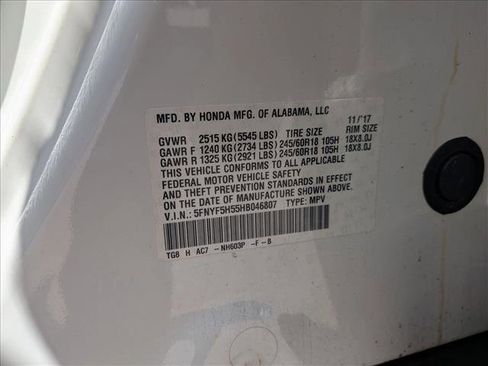 MFD. BY HONDA MFG. OF ALABAMA, LLC 11/'17
GVWR 2515 KG (5545 LBS) TIRE SIZE RIM SIZE
GAWR F 1240 KG (2734 LBS) 245/60R18 105H 18X8.0J
GAWR R 1325 KG (2921 LBS) 245/60R18 105H 18X8.0J
THIS VEHICLE CONFORMS TO ALL APPLICABLE
FEDERAL MOTOR VEHICLE SAFETY
STANDARDS IN EFFECT
ON THE DATE OF MANUFACTURE SHOWN ABOVE.
V.I.N.: 5FNYF5H55HB046807 TYPE: MPV
TG8 H AC7 -NH603P -F -B